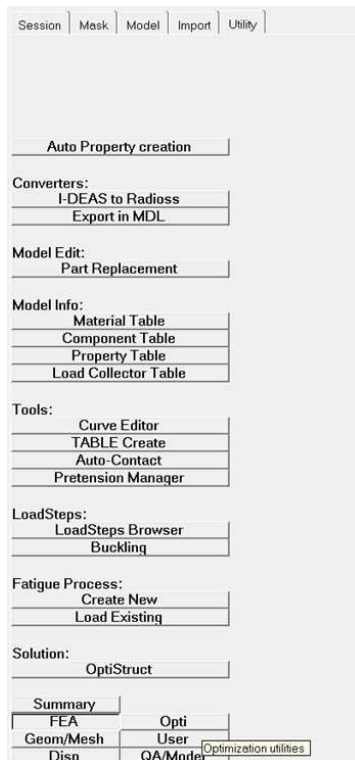 Session Mask Model Import Utility
Auto Property creation
Converters:
I-DEAS to Radioss
Export in MDL
Model Edit:
Part Replacement
Model Info:
Material Table
Component Table
Property Table
Load Collector Table
Tools:
Curve Editor
TABLE Create
Auto-Contact
Pretension Manager
LoadSteps:
LoadSteps Browser
Buckling
Fatigue Process:
Create New
Load Existing
Solution:
OptiStruct
Summary
FEA Opti
Geom/Mesh User
Optimization utilities
Disp QA/Model